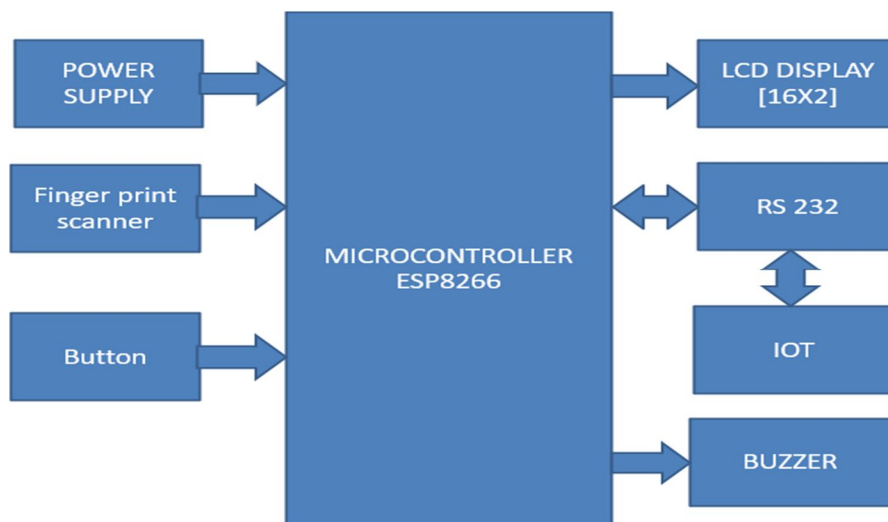 POWER
SUPPLY
Finger print
scanner
Button
MICROCONTROLLER
ESP8266
LCD DISPLAY
[16X2]
RS 232
IOT
BUZZER